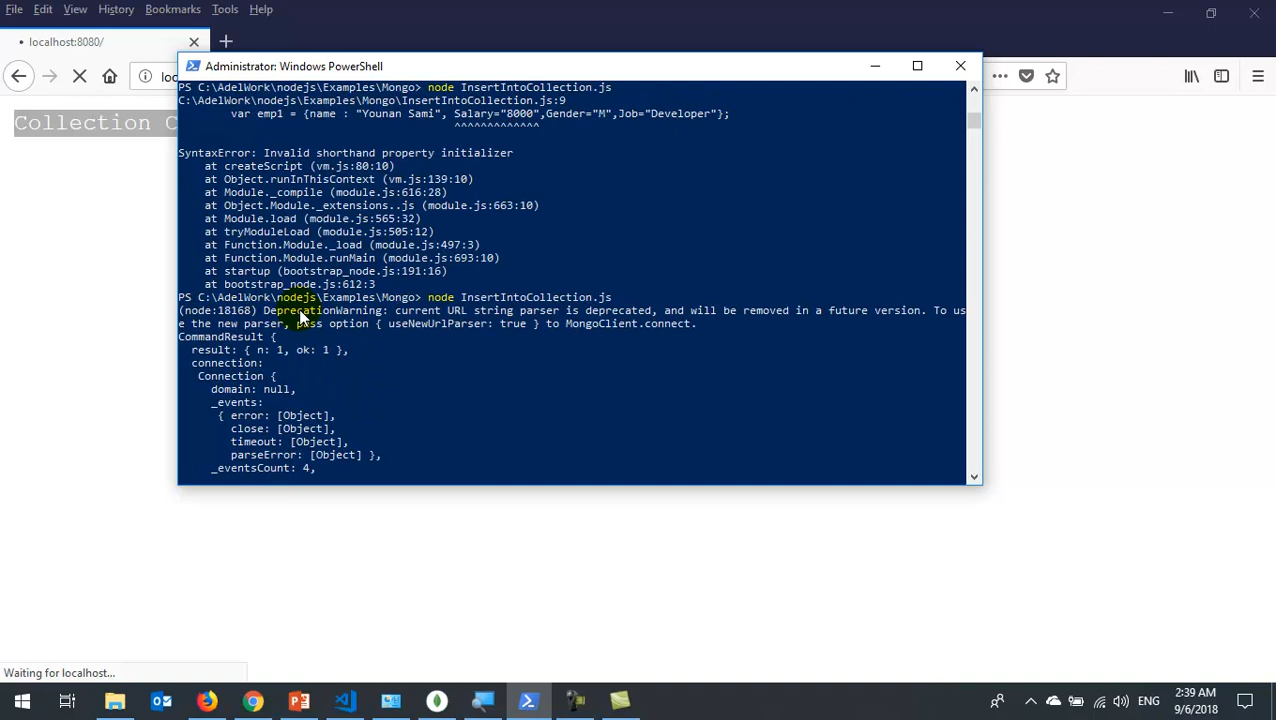 File Edit View History Bookmarks Tools Help
localhost:8080/
Administrator: Windows PowerShell
Collection C
PS C:\AdelWork\nodejs\Examples\Mongo> node InsertIntoCollection.js
C:\AdelWork\nodejs\Examples\Mongo\InsertIntoCollection.js:9
var emp1 = {name : "Younan Sami", Salary="8000",Gender="M",Job="Developer"};
^^^^^^^^^^^^^
SyntaxError: Invalid shorthand property initializer
at createScript (vm.js:80:10)
at Object.runInThisContext (vm.js:139:10)
at Module._compile (module.js:616:28)
at Object.Module._extensions..js (module.js:663:10)
at Module.load (module.js:565:32)
at tryModuleLoad (module.js:505:12)
at Function.Module._load (module.js:497:3)
at Function.Module.runMain (module.js:693:10)
at startup (bootstrap_node.js:191:16)
at bootstrap_node.js:612:3
PS C:\AdelWork\nodejs\Examples\Mongo> node InsertIntoCollection.js
(node:18168) DeprecationWarning: current URL string parser is deprecated, and will be removed in a future version. To us
e the new parser, pass option { useNewUrlParser: true } to MongoClient.connect.
CommandResult {
result: { n: 1, ok: 1 },
connection:
Connection {
domain: null,
_events:
{ error: [Object],
close: [Object],
timeout: [Object],
parseError: [Object] },
_eventsCount: 4,
Waiting for localhost...
ENG
2:39 AM
9/6/2018